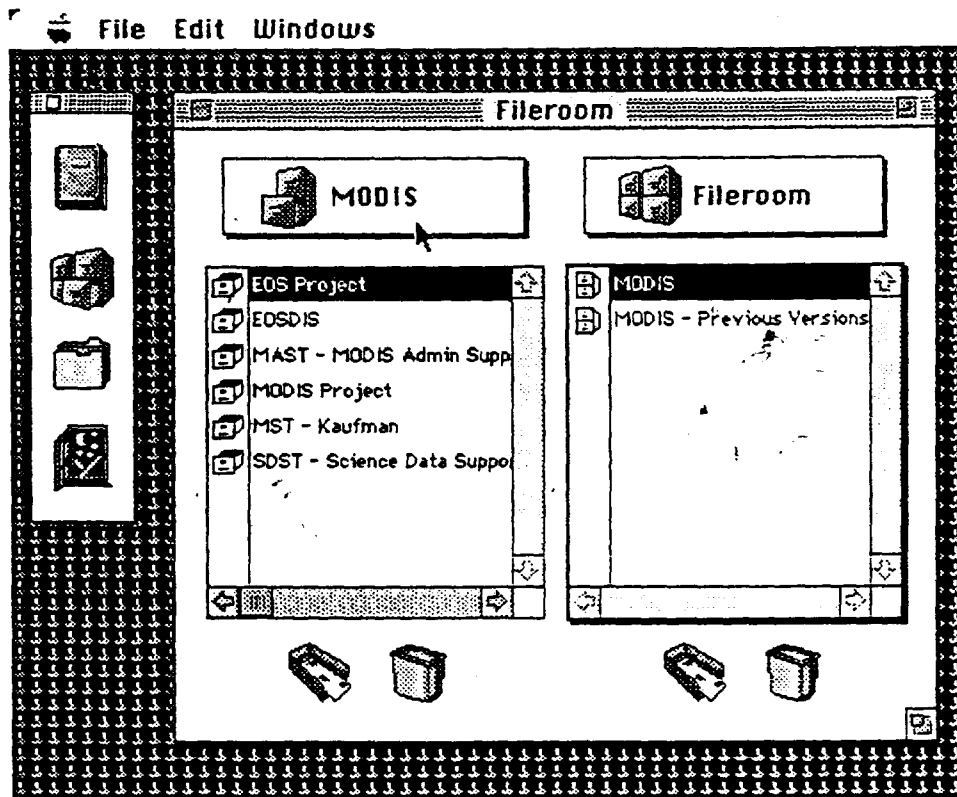 File Edit Windows
Fileroom
MODIS
Fileroom
EOS Project
EOSDIS
MAST - MODIS Admin Supp
MODIS Project
MST - Kaufman
SDST - Science Data Suppo
MODIS
MODIS - Previous Versions